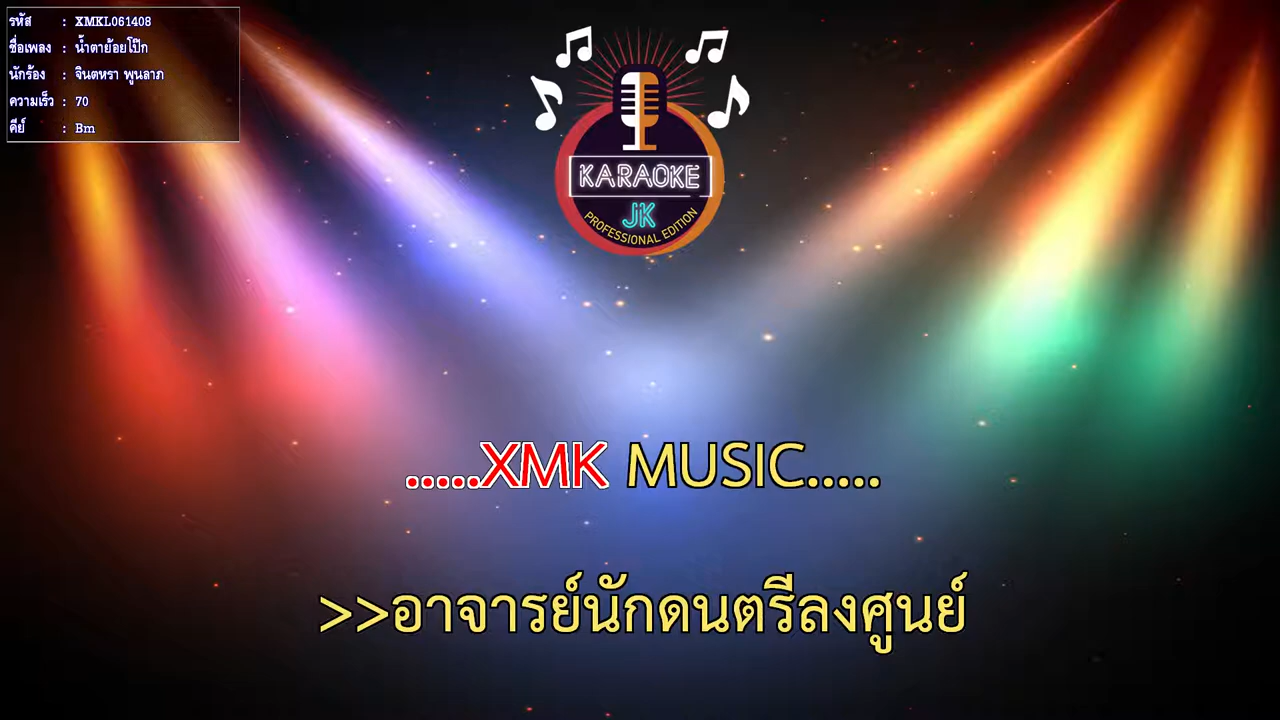 รหัส : XMKL061408
ชื่อเพลง : น้ำตาย้อยโป๊ก
นักร้อง : จินตหรา พูนลาภ
ความเร็ว : 70
คีย์ : Bm
KARAOKE
JK
PROFESSIONAL EDITION
.....XMK MUSIC.....
>>อาจารย์นักดนตรีลงศูนย์